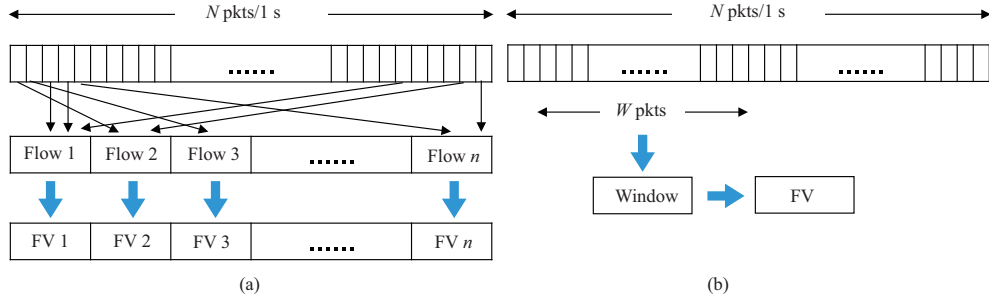 N pkts/1 s
......
Flow 1 Flow 2 Flow 3 ...... Flow n
FV 1 FV 2 FV 3 ...... FV n
(a)
N pkts/1 s
...... ......
W pkts
Window FV
(b)